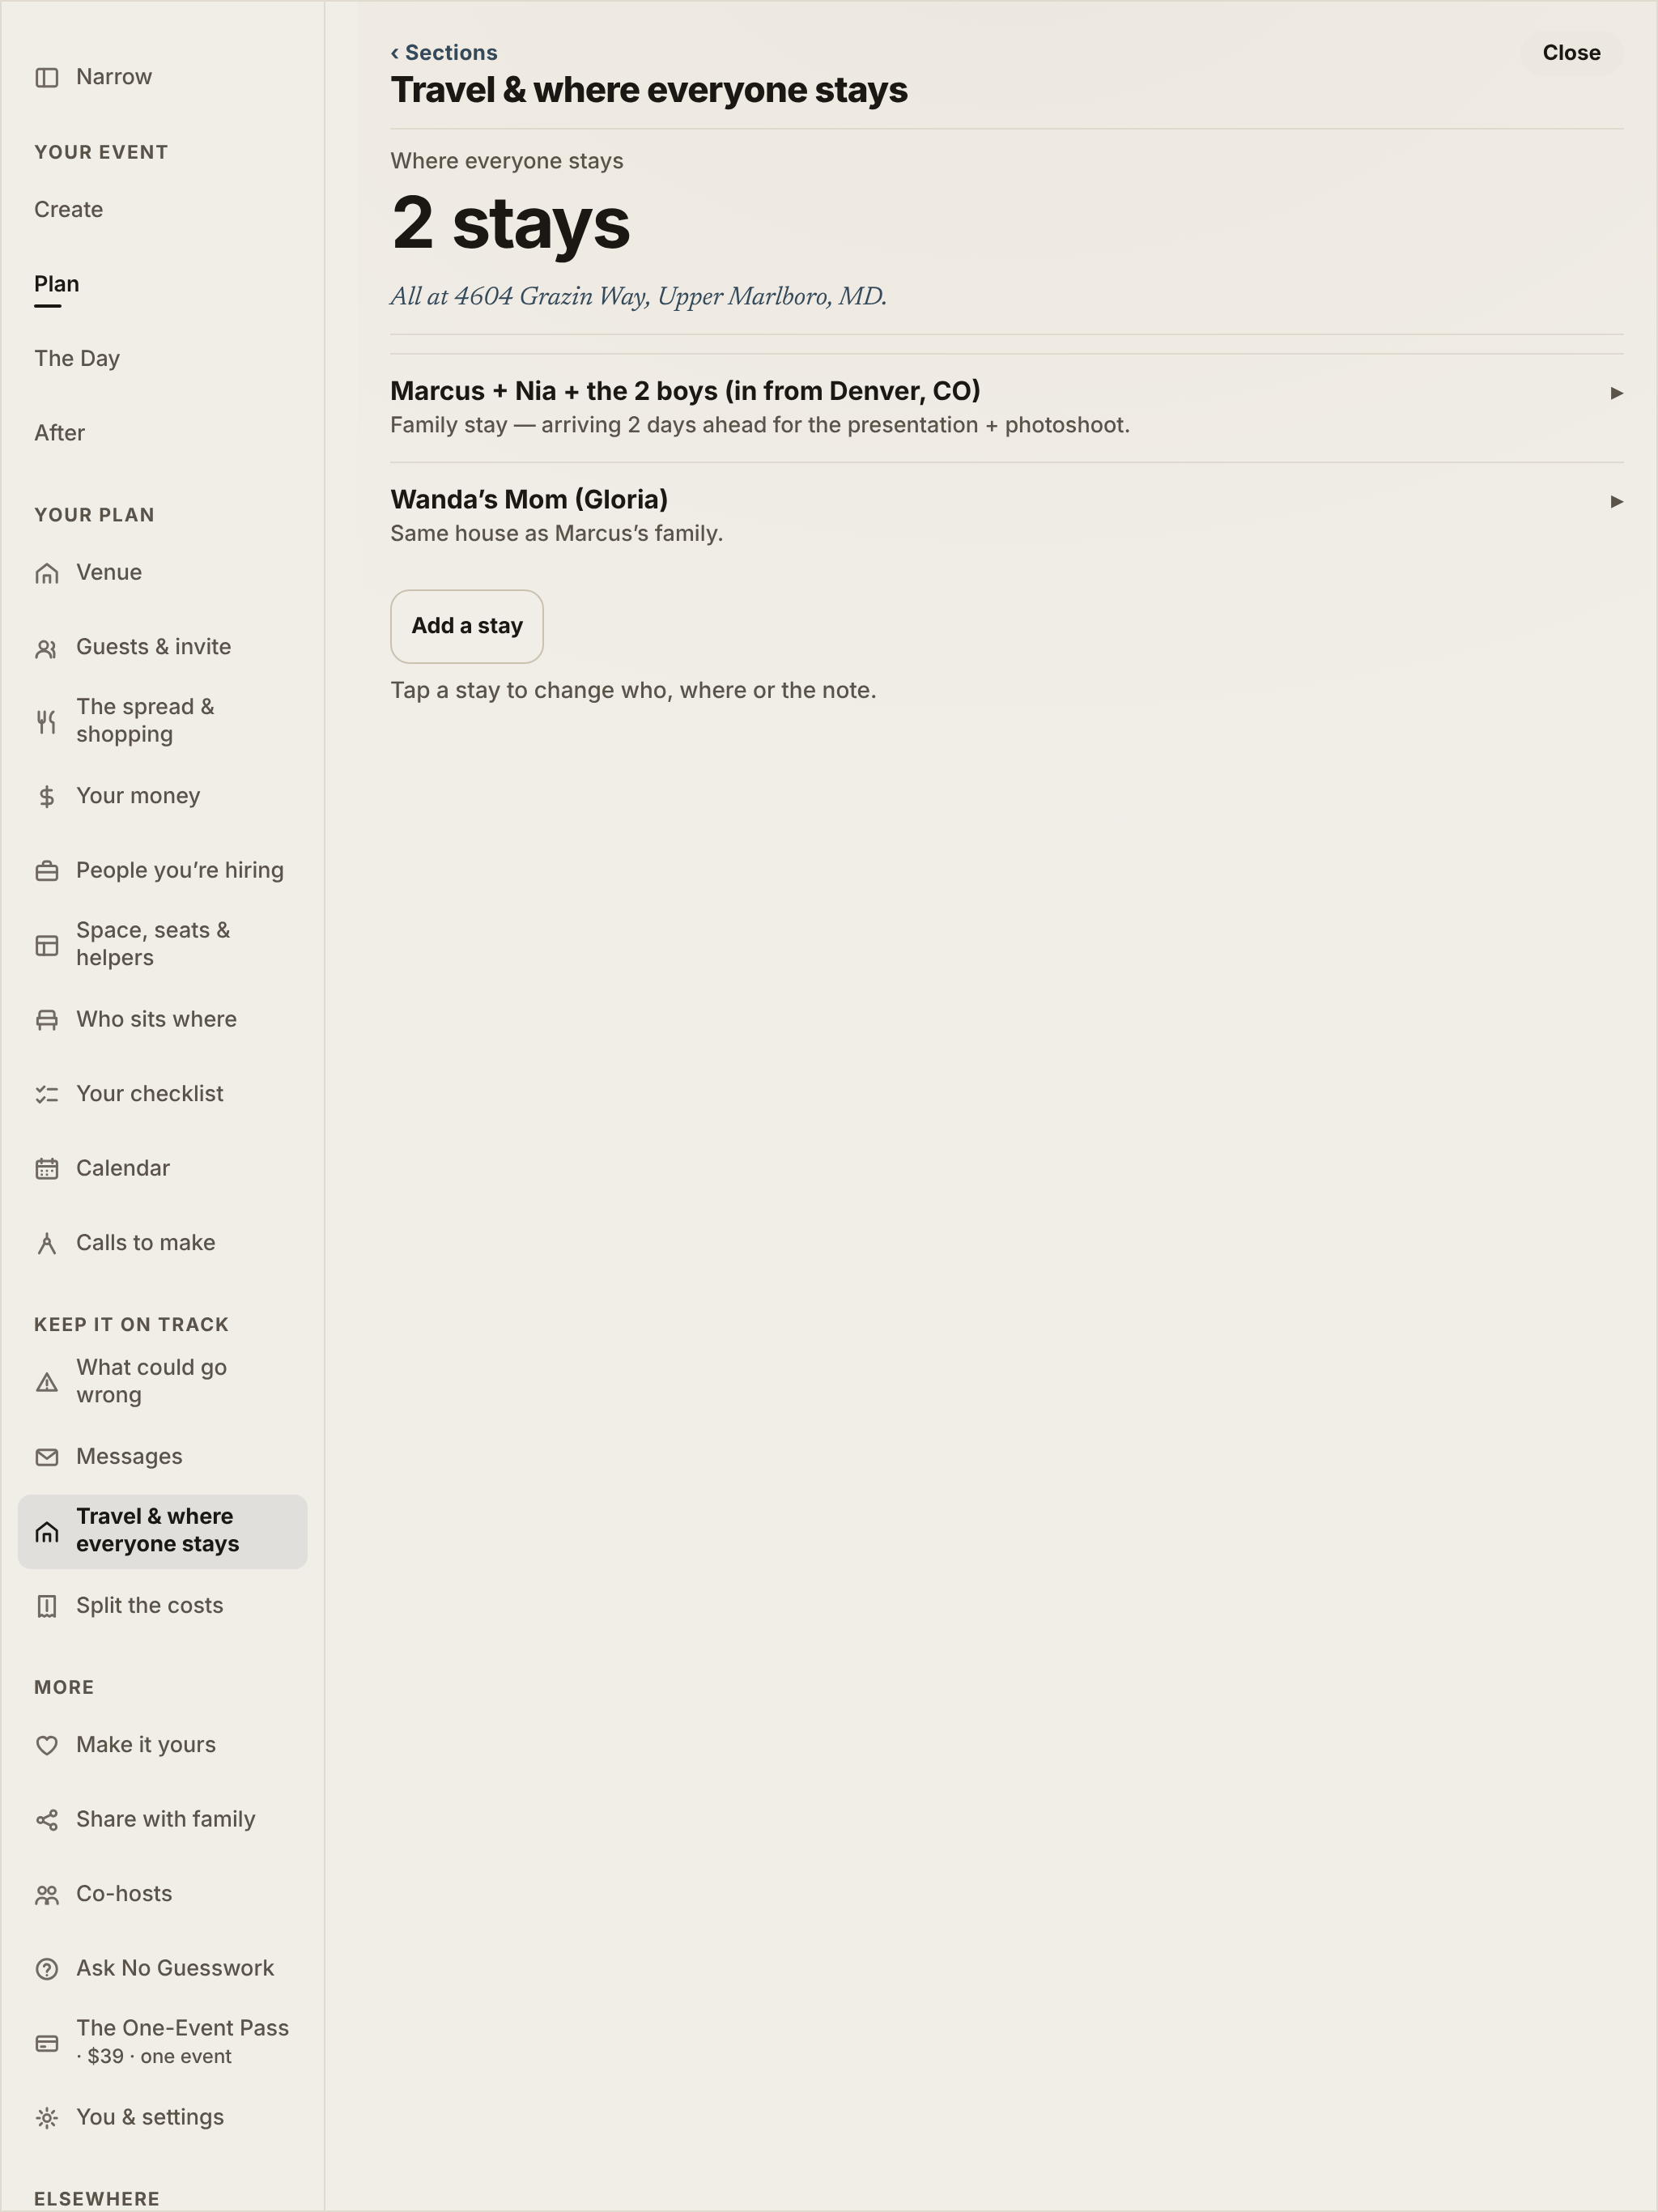 Narrow
YOUR EVENT
Create
Plan
The Day
After
YOUR PLAN
Venue
Guests & invite
The spread &
shopping
Your money
People you’re hiring
Space, seats &
helpers
Who sits where
Your checklist
Calendar
Calls to make
KEEP IT ON TRACK
What could go
wrong
Messages
Travel & where
everyone stays
Split the costs
MORE
Make it yours
Share with family
Co-hosts
Ask No Guesswork
The One-Event Pass
· $39 · one event
You & settings
ELSEWHERE
‹ Sections
Close
Travel & where everyone stays
Where everyone stays
2 stays
All at 4604 Grazin Way, Upper Marlboro, MD.
Marcus + Nia + the 2 boys (in from Denver, CO)
Family stay — arriving 2 days ahead for the presentation + photoshoot.
Wanda’s Mom (Gloria)
Same house as Marcus’s family.
Add a stay
Tap a stay to change who, where or the note.